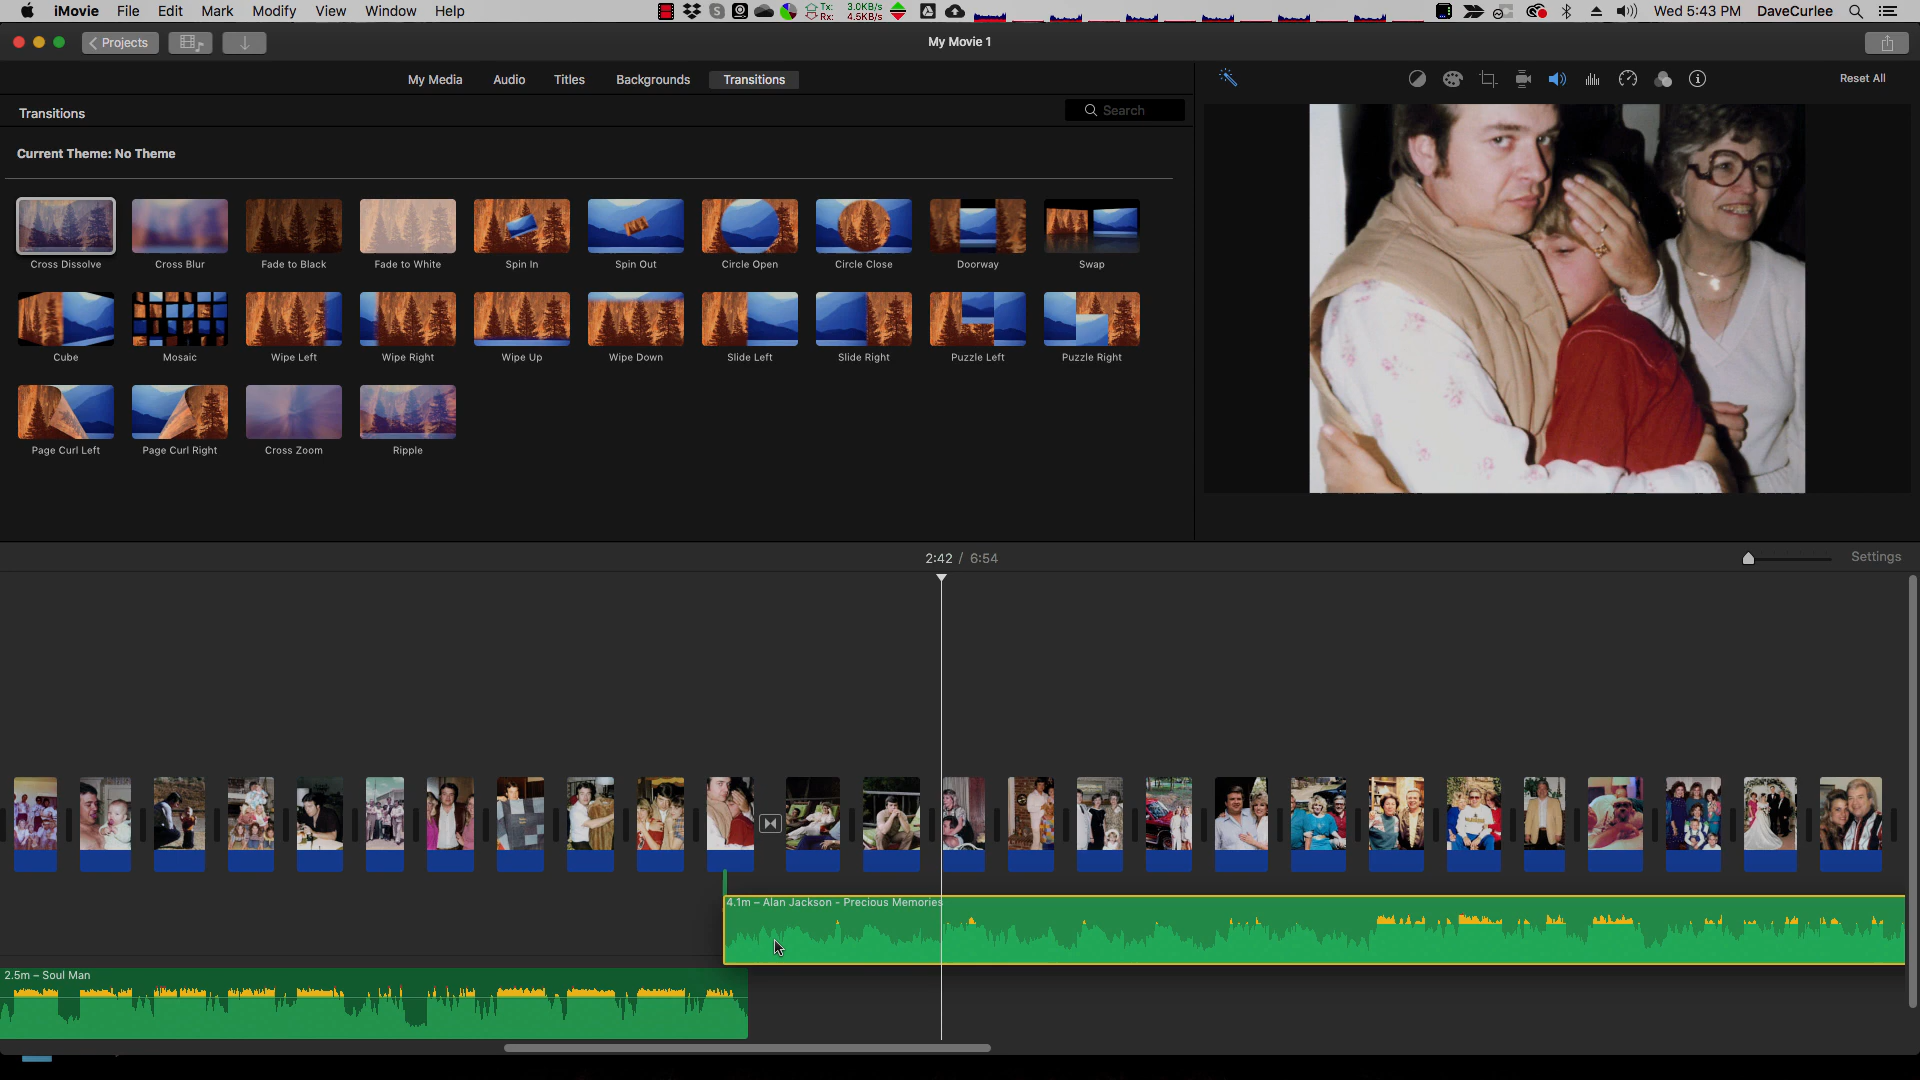 iMovie File Edit Mark Modify View Window Help Tx: 3.0KB/s Rx: 4.5KB/s Wed 5:43 PM DaveCurlee
Projects My Movie 1
My Media Audio Titles Backgrounds Transitions Reset All
Transitions Search
Current Theme: No Theme
Cross Dissolve Cross Blur Fade to Black Fade to White Spin In Spin Out Circle Open Circle Close Doorway Swap
Cube Mosaic Wipe Left Wipe Right Wipe Up Wipe Down Slide Left Slide Right Puzzle Left Puzzle Right
Page Curl Left Page Curl Right Cross Zoom Ripple
2:42 / 6:54 Settings
4.1m – Alan Jackson - Precious Memories
2.5m – Soul Man